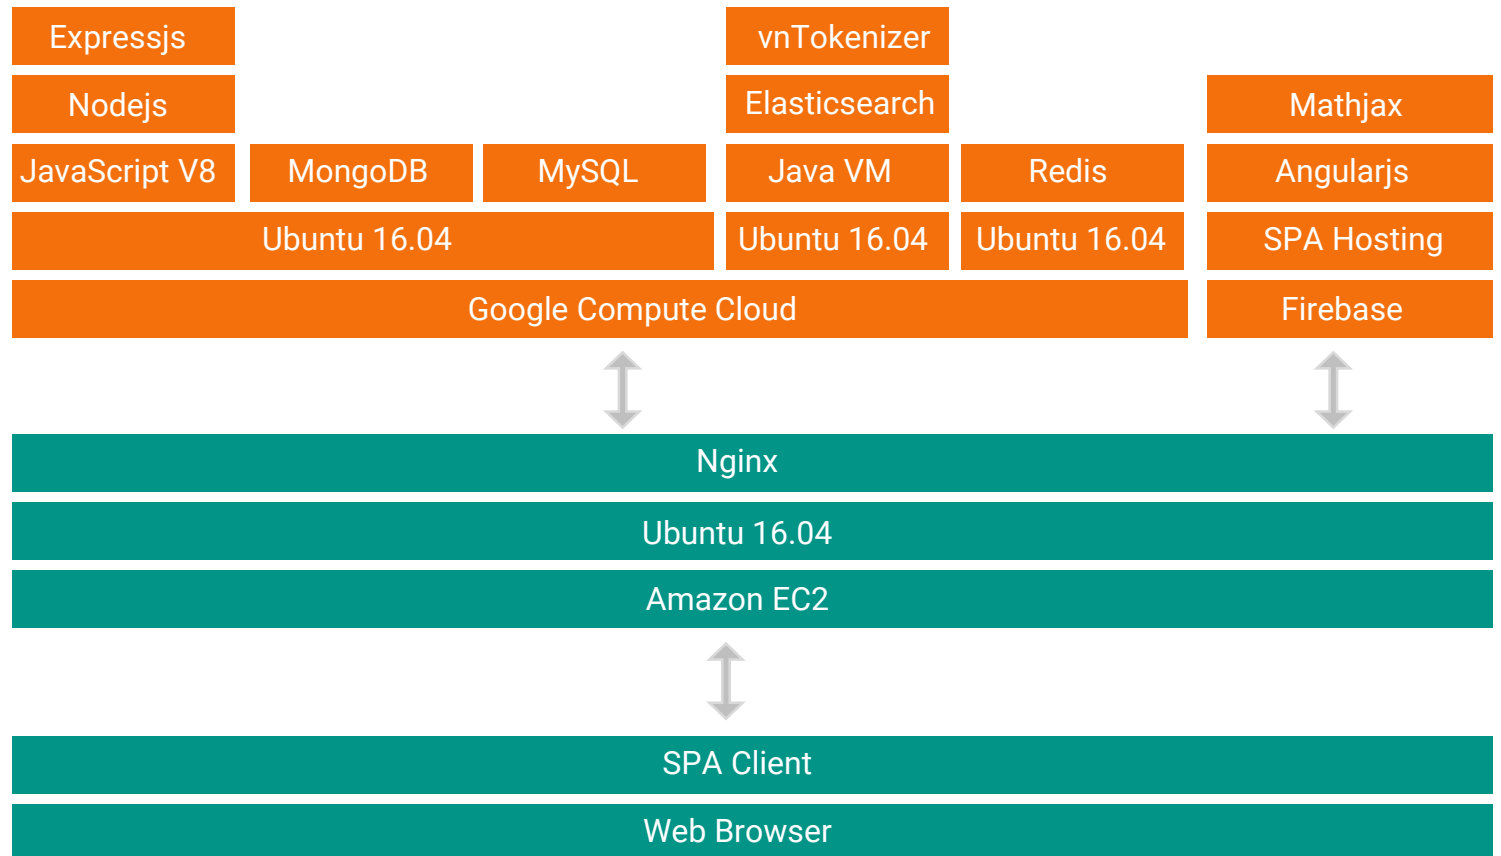 Expressjs
vnTokenizer
Nodejs
Elasticsearch
Mathjax
JavaScript V8
MongoDB
MySQL
Java VM
Redis
Angularjs
Ubuntu 16.04
Ubuntu 16.04
Ubuntu 16.04
SPA Hosting
Google Compute Cloud
Firebase
Nginx
Ubuntu 16.04
Amazon EC2
SPA Client
Web Browser